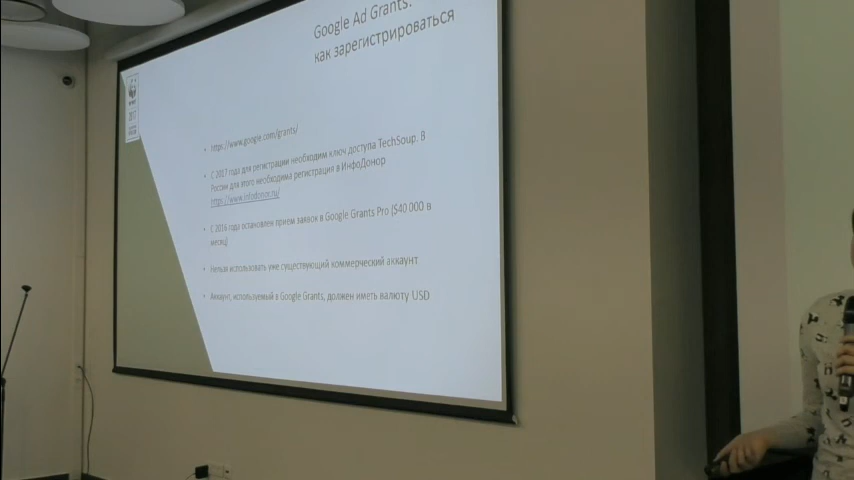 Google Ad Grants:
как зарегистрироваться
WWF
2017
• https://www.google.com/grants/
• С 2017 года для регистрации необходим ключ доступа TechSoup. В
России для этого необходима регистрация в ИнфоДонор
https://www.infodonor.ru/
• С 2016 года остановлен прием заявок в Google Grants Pro ($40 000 в
месяц)
• Нельзя использовать уже существующий коммерческий аккаунт
• Аккаунт, используемый в Google Grants, должен иметь валюту USD